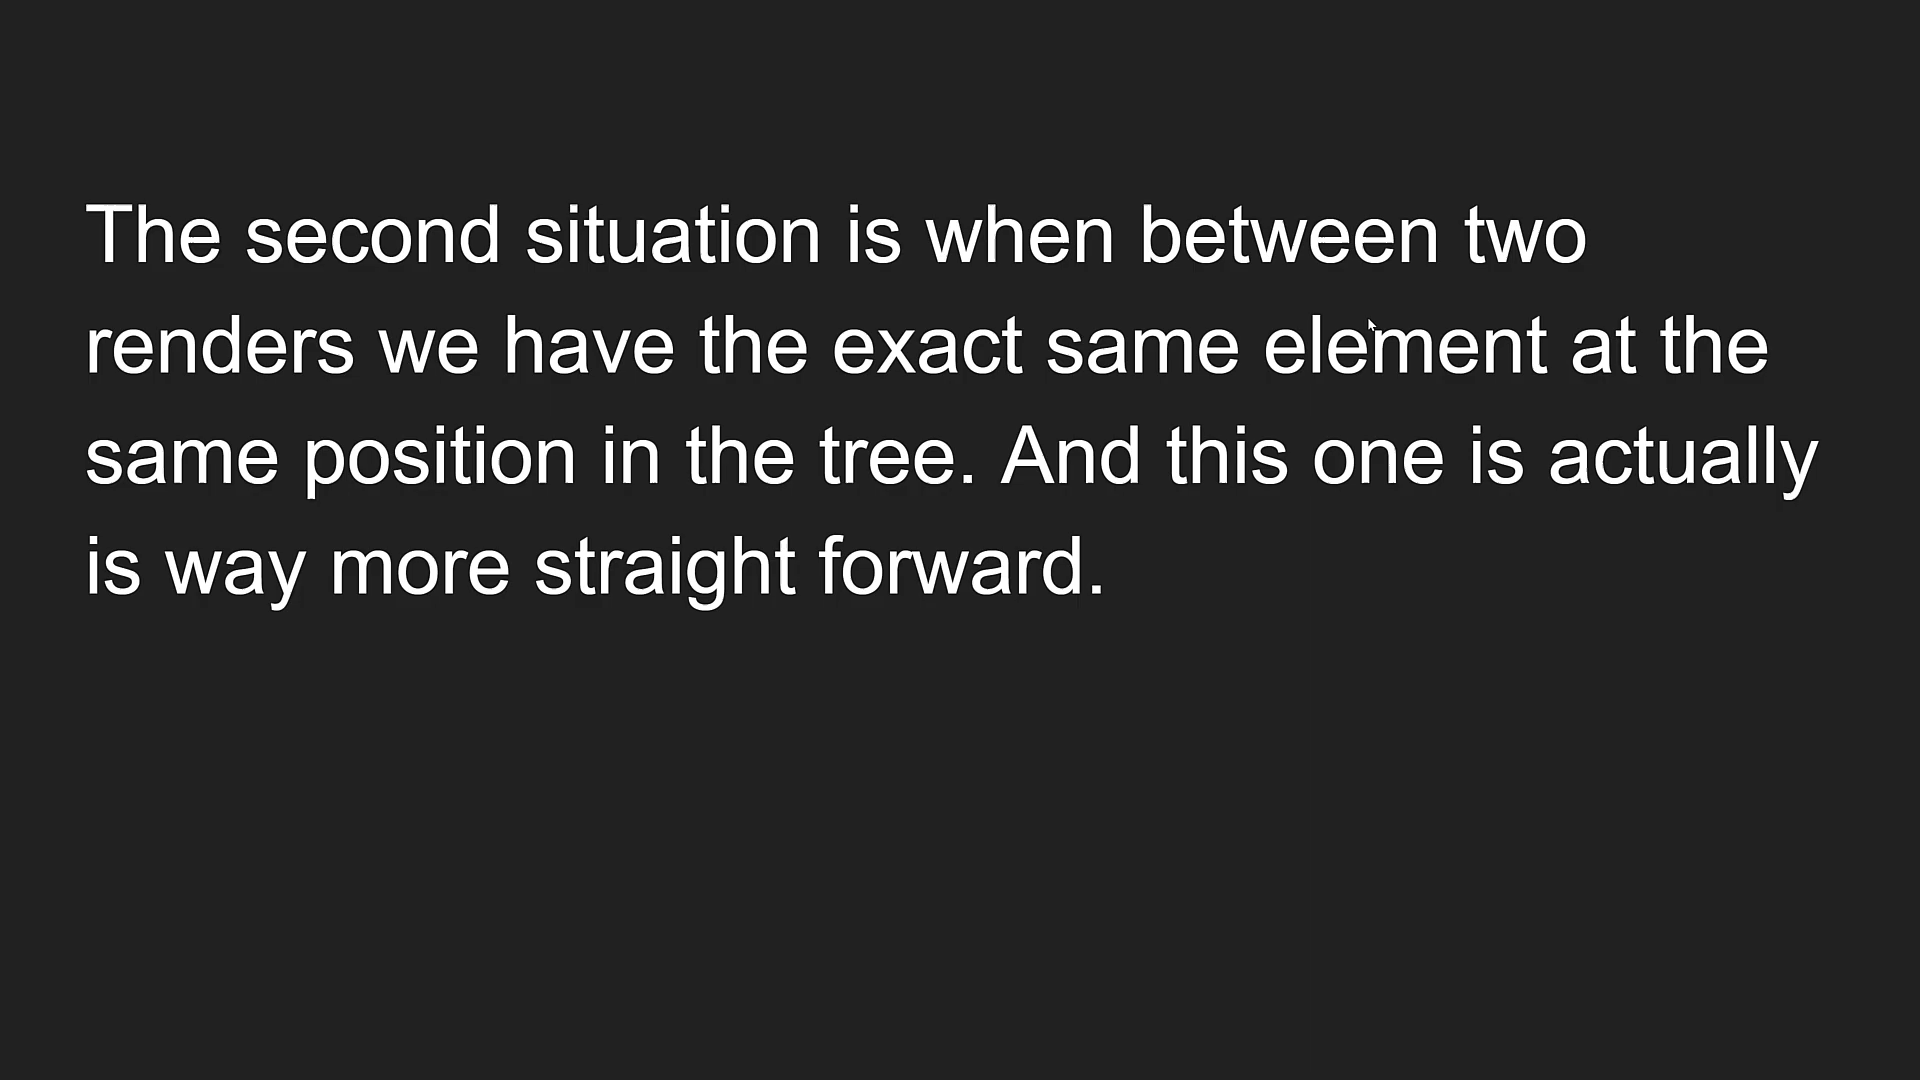 The second situation is when between two
renders we have the exact same element at the
same position in the tree. And this one is actually
is way more straight forward.